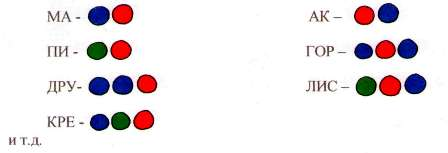 МА -
АК –
ПИ -
ГОР –
ДРУ-
ЛИС –
КРЕ -
и т.д.